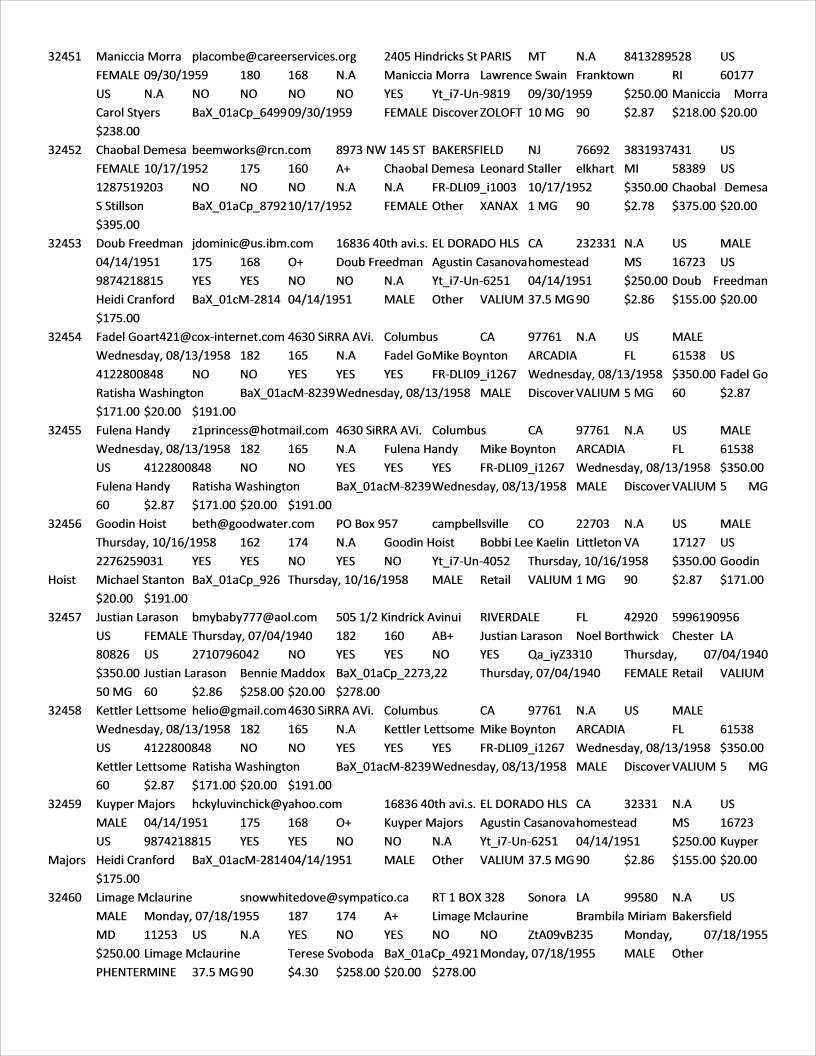 32451 Maniccia Morra placombe@careerservices.org 2405 Hindricks St PARIS MT N.A 8413289528 US
FEMALE 09/30/1959 180 168 N.A Maniccia Morra Lawrence Swain Franktown RI 60177
US N.A NO NO NO NO YES Yt_i7-Un-9819 09/30/1959 $250.00 Maniccia Morra
Carol Styers BaX_01aCp_6499 09/30/1959 FEMALE Discover ZOLOFT 10 MG 90 $2.87 $218.00 $20.00
$238.00
32452 Chaobal Demesa beemworks@rcn.com 8973 NW 145 ST BAKERSFIELD NJ 76692 3831937431 US
FEMALE 10/17/1952 175 160 A+ Chaobal Demesa Leonard Staller elkhart MI 58389 US
1287519203 NO NO NO N.A N.A FR-DLI09_i1003 10/17/1952 $350.00 Chaobal Demesa
S Stillson BaX_01aCp_8792 10/17/1952 FEMALE Other XANAX 1 MG 90 $2.78 $375.00 $20.00
$395.00
32453 Doub Freedman jdominic@us.ibm.com 16836 40th avi.s. EL DORADO HLS CA 232331 N.A US MALE
04/14/1951 175 168 O+ Doub Freedman Agustin Casanova homestead MS 16723 US
9874218815 YES YES NO NO N.A Yt_i7-Un-6251 04/14/1951 $250.00 Doub Freedman
Heidi Cranford BaX_01cM-2814 04/14/1951 MALE Other VALIUM 37.5 MG 90 $2.86 $155.00 $20.00
$175.00
32454 Fadel Go art421@cox-internet.com 4630 SiRRA AVi. Columbus CA 97761 N.A US MALE
Wednesday, 08/13/1958 182 165 N.A Fadel Go Mike Boynton ARCADIA FL 61538 US
4122800848 NO NO YES YES YES FR-DLI09_i1267 Wednesday, 08/13/1958 $350.00 Fadel Go
Ratisha Washington BaX_01acM-8239 Wednesday, 08/13/1958 MALE Discover VALIUM 5 MG 60 $2.87
$171.00 $20.00 $191.00
32455 Fulena Handy z1princess@hotmail.com 4630 SiRRA AVi. Columbus CA 97761 N.A US MALE
Wednesday, 08/13/1958 182 165 N.A Fulena Handy Mike Boynton ARCADIA FL 61538
US 4122800848 NO NO YES YES YES FR-DLI09_i1267 Wednesday, 08/13/1958 $350.00
Fulena Handy Ratisha Washington BaX_01acM-8239 Wednesday, 08/13/1958 MALE Discover VALIUM 5 MG
60 $2.87 $171.00 $20.00 $191.00
32456 Goodin Hoist beth@goodwater.com PO Box 957 campbellsville CO 22703 N.A US MALE
Thursday, 10/16/1958 162 174 N.A Goodin Hoist Bobbi Lee Kaelin Littleton VA 17127 US
2276259031 YES YES NO YES NO Yt_i7-Un-4052 Thursday, 10/16/1958 $350.00 Goodin
Hoist Michael Stanton BaX_01aCp_926 Thursday, 10/16/1958 MALE Retail VALIUM 1 MG 90 $2.87 $171.00
$20.00 $191.00
32457 Justian Larason bmybaby777@aol.com 505 1/2 Kindrick Avinui RIVERDALE FL 42920 5996190956
US FEMALE Thursday, 07/04/1940 182 160 AB+ Justian Larason Noel Borthwick Chester LA
80826 US 2710796042 NO YES YES NO YES Qa_iyZ3310 Thursday, 07/04/1940
$350.00 Justian Larason Bennie Maddox BaX_01aCp_2273,22 Thursday, 07/04/1940 FEMALE Retail VALIUM
50 MG 60 $2.86 $258.00 $20.00 $278.00
32458 Kettler Lettsome helio@gmail.com 4630 SiRRA AVi. Columbus CA 97761 N.A US MALE
Wednesday, 08/13/1958 182 165 N.A Kettler Lettsome Mike Boynton ARCADIA FL 61538
US 4122800848 NO NO YES YES YES FR-DLI09_i1267 Wednesday, 08/13/1958 $350.00
Kettler Lettsome Ratisha Washington BaX_01acM-8239 Wednesday, 08/13/1958 MALE Discover VALIUM 5 MG
60 $2.87 $171.00 $20.00 $191.00
32459 Kuyper Majors hckyluvinchick@yahoo.com 16836 40th avi.s. EL DORADO HLS CA 32331 N.A US
MALE 04/14/1951 175 168 O+ Kuyper Majors Agustin Casanova homestead MS 16723
US 9874218815 YES YES NO NO N.A Yt_i7-Un-6251 04/14/1951 $250.00 Kuyper
Majors Heidi Cranford BaX_01acM-2814 04/14/1951 MALE Other VALIUM 37.5 MG 90 $2.86 $155.00 $20.00
$175.00
32460 Limage Mclaurine snowwhitedove@sympatico.ca RT 1 BOX 328 Sonora LA 99580 N.A US
MALE Monday, 07/18/1955 187 174 A+ Limage Mclaurine Brambila Miriam Bakersfield
MD 11253 US N.A YES NO YES NO NO ZtA09vB235 Monday, 07/18/1955
$250.00 Limage Mclaurine Terese Svoboda BaX_01aCp_4921 Monday, 07/18/1955 MALE Other
PHENTERMINE 37.5 MG 90 $4.30 $258.00 $20.00 $278.00